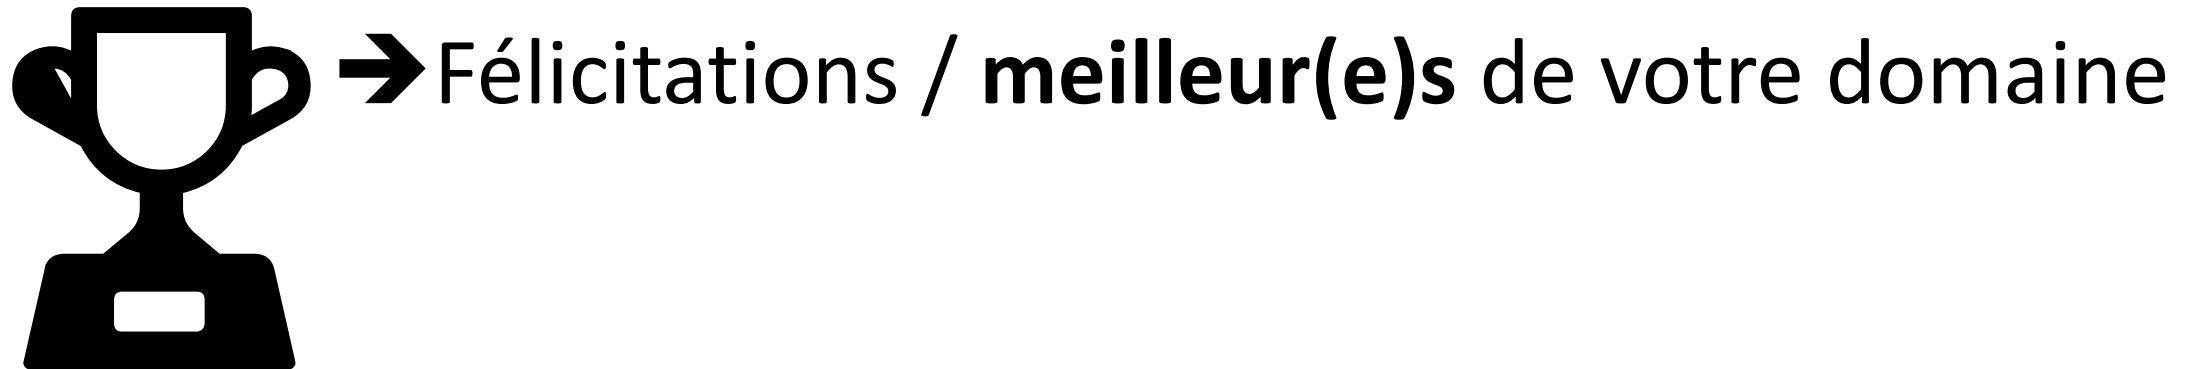 ➔Félicitations / meilleur(e)s de votre domaine